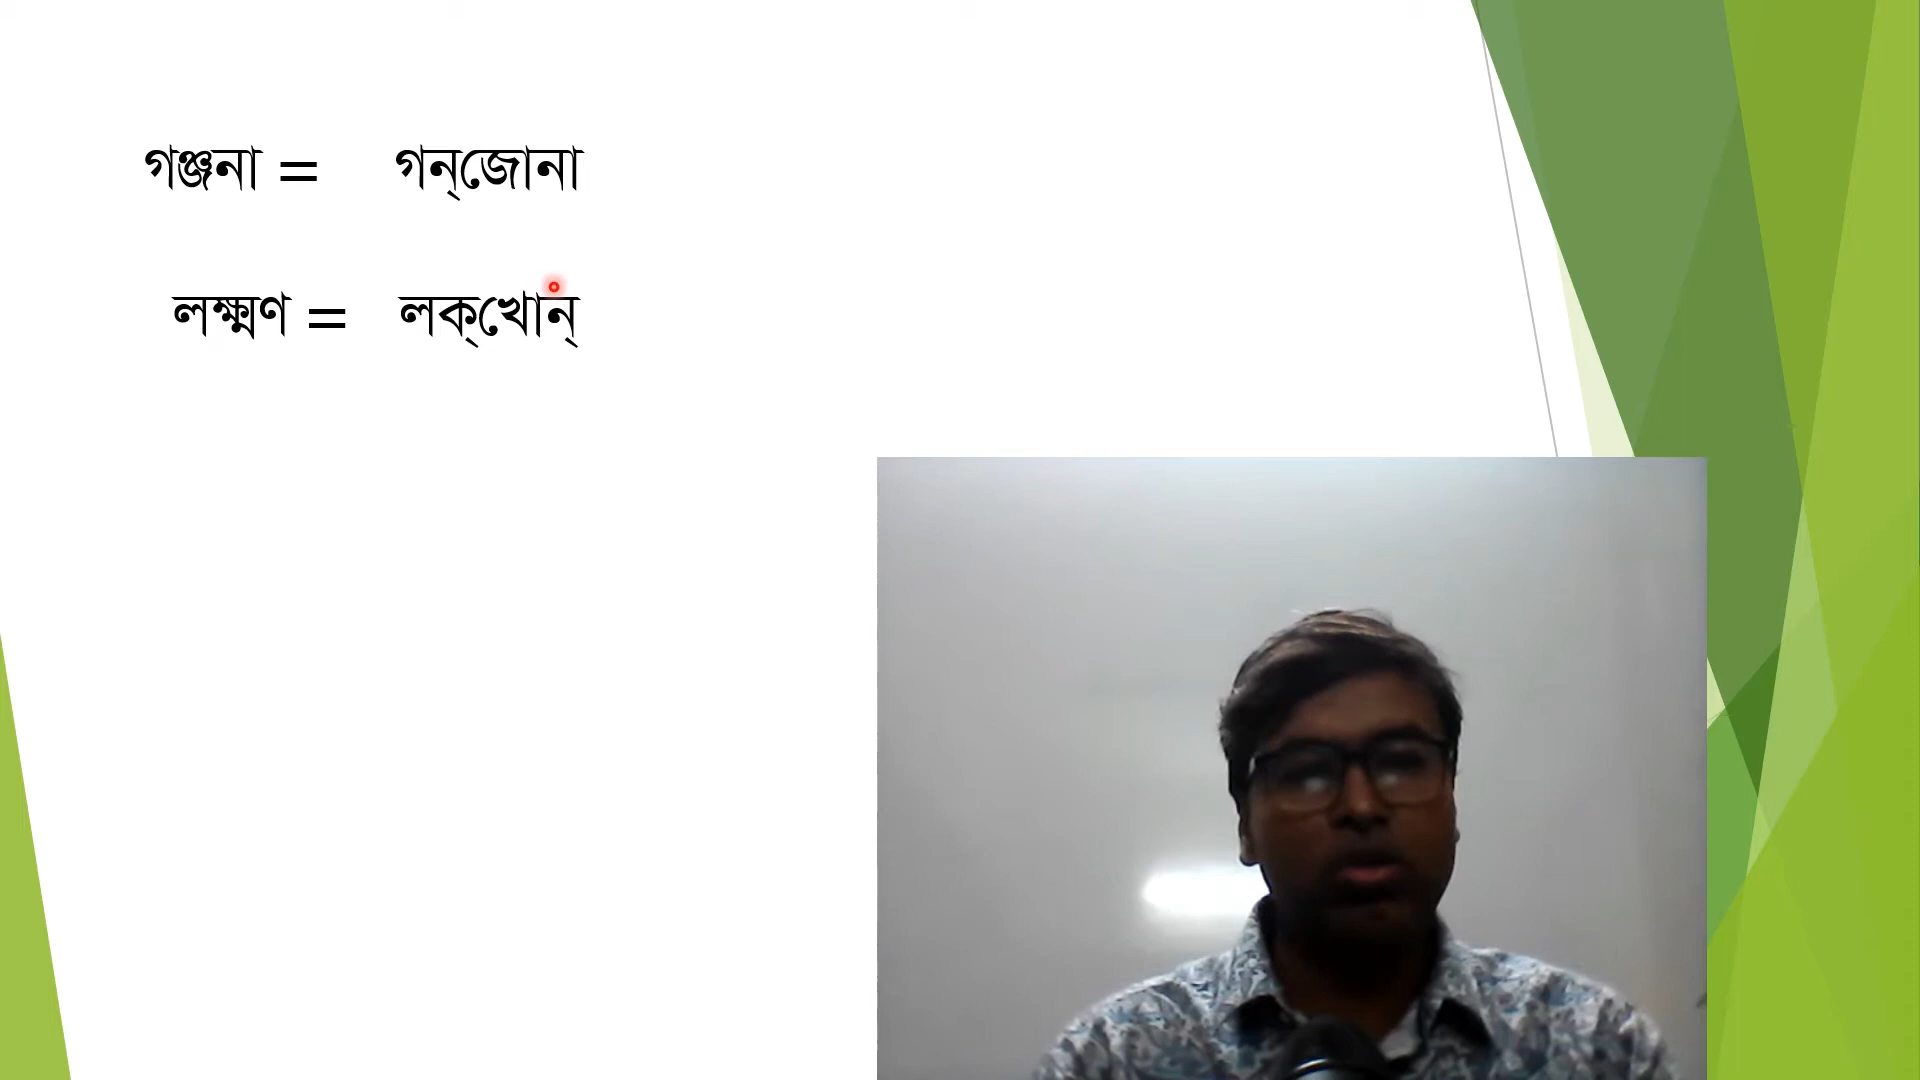 গঞ্জনা = গন্‌জোনা
লক্ষ্মণ = লক্‌খোন্